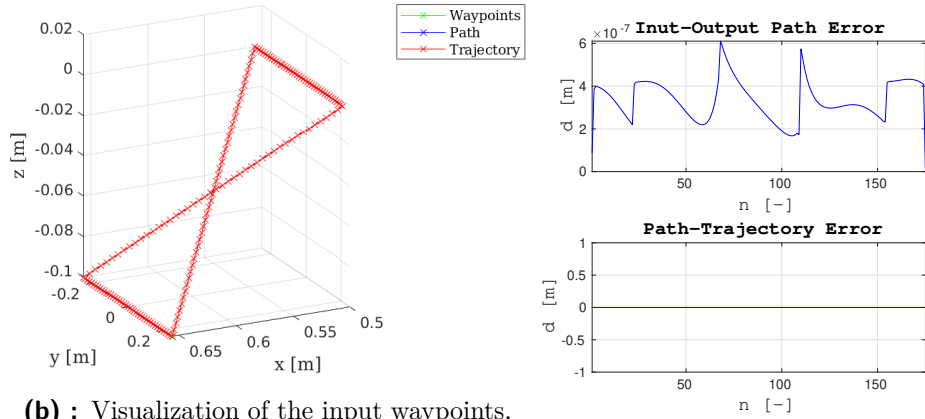 0.02
0
-0.02
-0.04
-0.06
-0.08
-0.1
z [m]
-0.2
0
0.2
y [m]
0.65
0.6
0.55
0.5
x [m]
Waypoints
Path
Trajectory
×10⁻⁷
Inut-Output Path Error
6
4
2
0
d [m]
50
100
150
n [-]
Path-Trajectory Error
1
0.5
0
-0.5
-1
d [m]
50
100
150
n [-]
(b) : Visualization of the input waypoints,